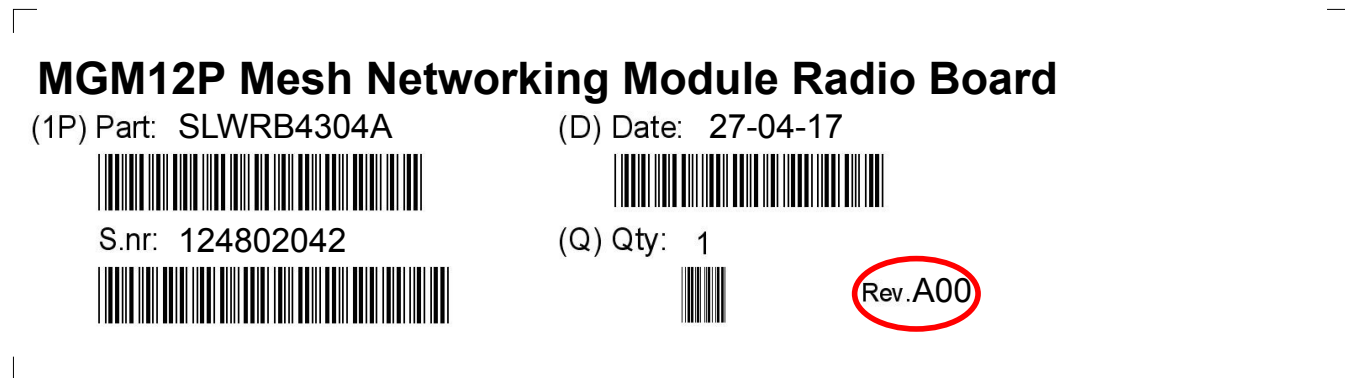 MGM12P Mesh Networking Module Radio Board
(1P) Part: SLWRB4304A (D) Date: 27-04-17
S.nr: 124802042 (Q) Qty: 1
Rev.A00